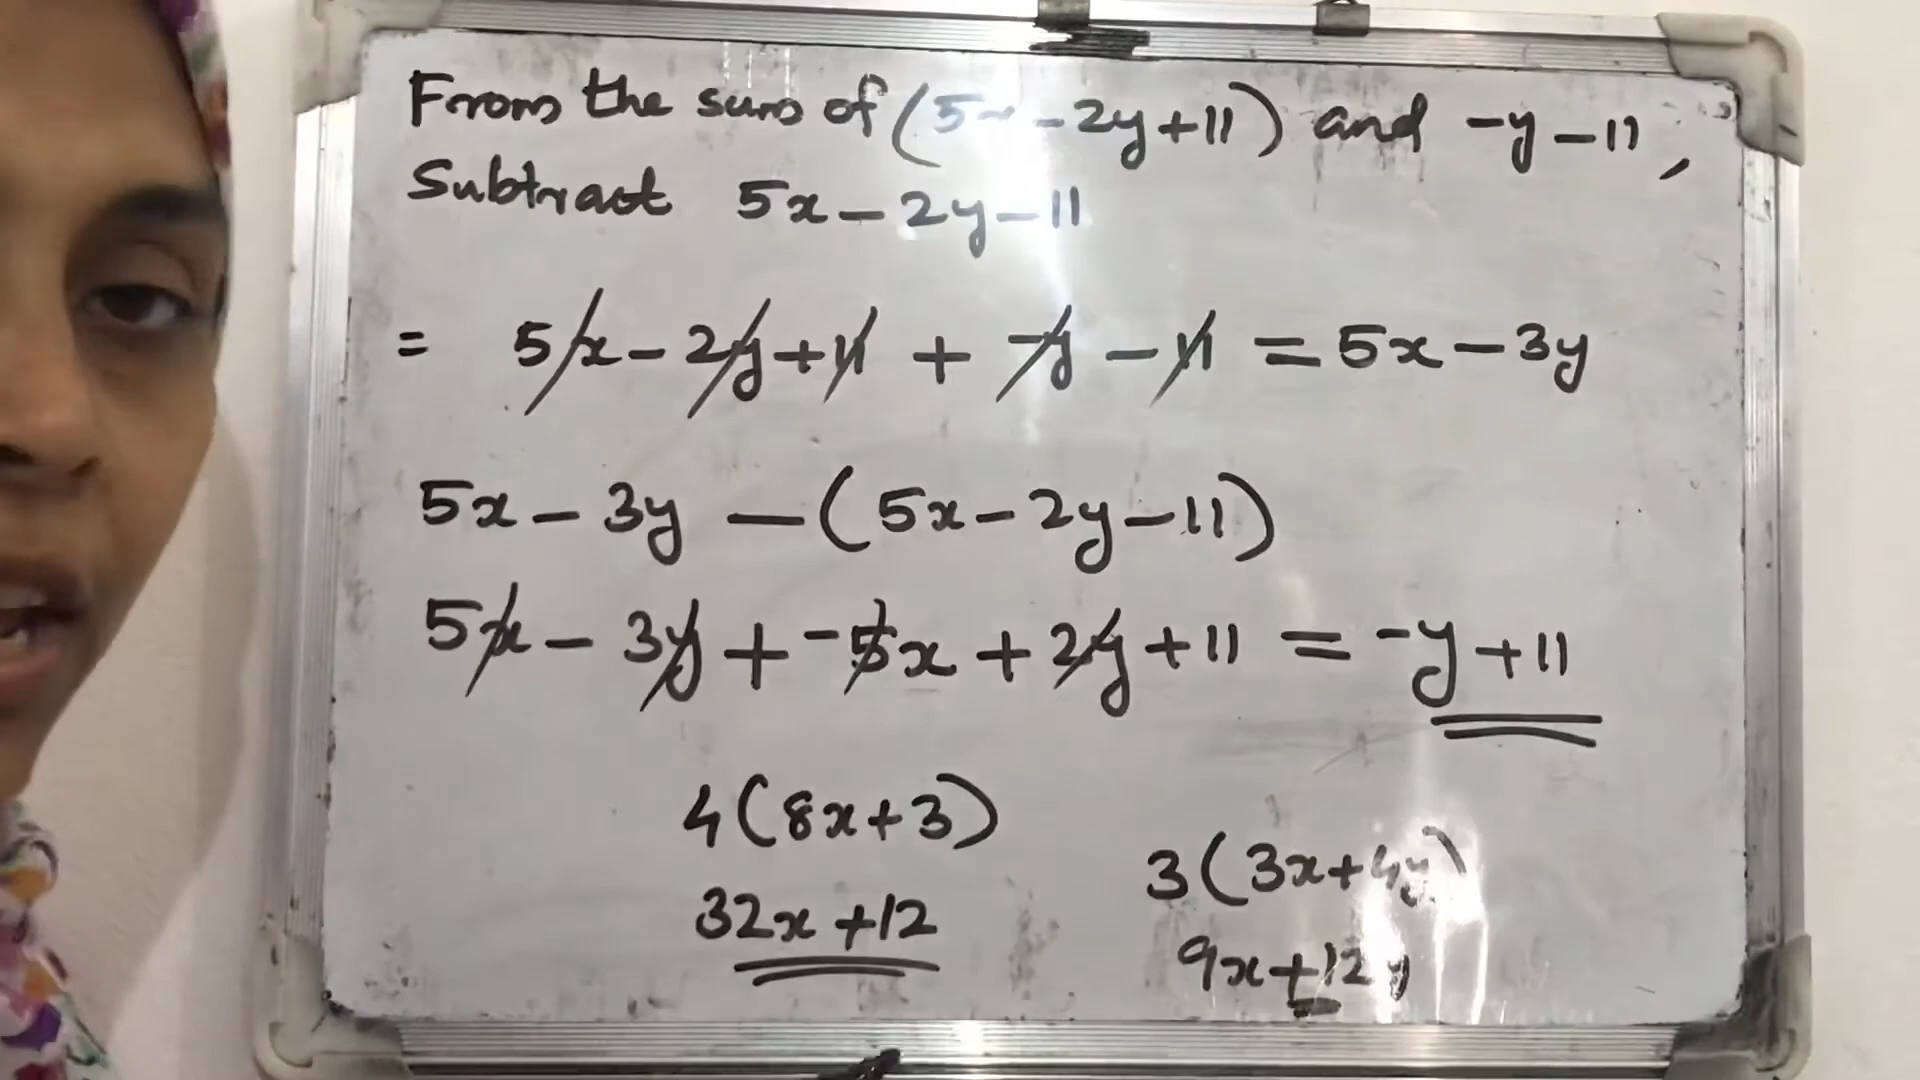 From the sum of (5x-2y+11) and -y-11,
Subtract 5x-2y-11
= 5x-2y+11 + -y-11 = 5x-3y
5x-3y-(5x-2y-11)
5x-3y+-5x+2y+11 = -y+11
4(8x+3)
32x+12
3(3x+4y)
9x+12y